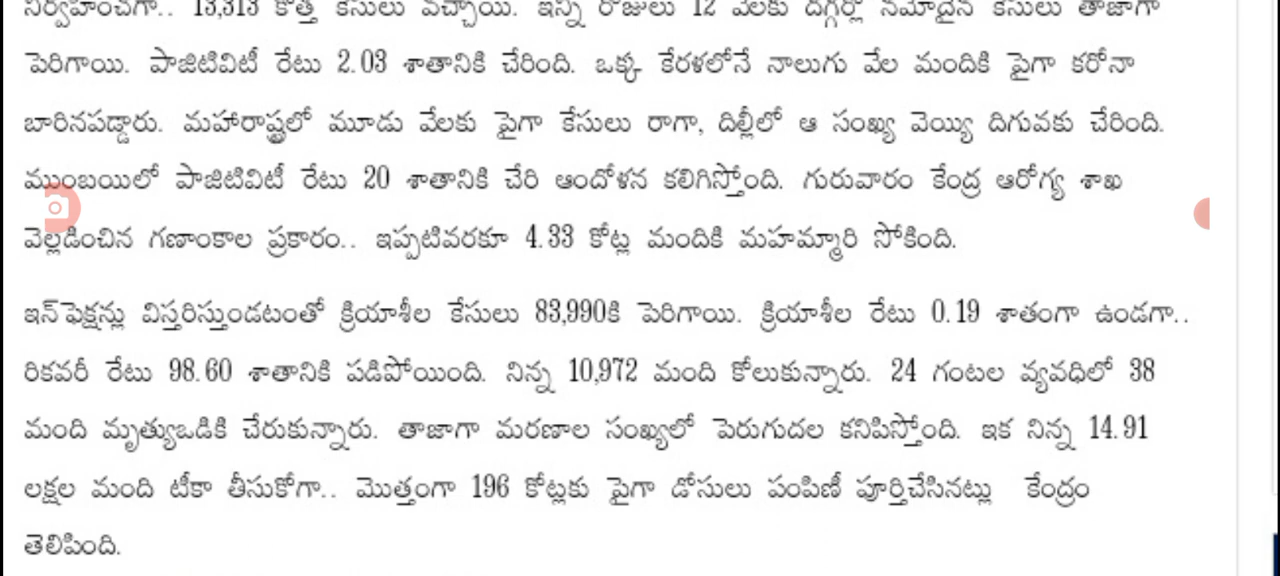 నిర్వహించగా.. 13,313 కొత్త కేసులు వచ్చాయి. ఇన్ని రోజులు 12 వేలకు దగ్గర్లో నమోదైన కేసులు తాజాగా
పెరిగాయి. పాజిటివిటీ రేటు 2.03 శాతానికి చేరింది. ఒక్క కేరళలోనే నాలుగు వేల మందికి పైగా కరోనా
బారినపడ్డారు. మహారాష్ట్రలో మూడు వేలకు పైగా కేసులు రాగా, దిల్లీలో ఆ సంఖ్య వెయ్యి దిగువకు చేరింది.
ముంబయిలో పాజిటివిటీ రేటు 20 శాతానికి చేరి ఆందోళన కలిగిస్తోంది. గురువారం కేంద్ర ఆరోగ్య శాఖ
వెల్లడించిన గణాంకాల ప్రకారం.. ఇప్పటివరకూ 4.33 కోట్ల మందికి మహమ్మారి సోకింది.
ఇన్‌ఫెక్షన్లు విస్తరిస్తుండటంతో క్రియాశీల కేసులు 83,990కి పెరిగాయి. క్రియాశీల రేటు 0.19 శాతంగా ఉండగా..
రికవరీ రేటు 98.60 శాతానికి పడిపోయింది. నిన్న 10,972 మంది కోలుకున్నారు. 24 గంటల వ్యవధిలో 38
మంది మృత్యుఒడికి చేరుకున్నారు. తాజాగా మరణాల సంఖ్యలో పెరుగుదల కనిపిస్తోంది. ఇక నిన్న 14.91
లక్షల మంది టీకా తీసుకోగా.. మొత్తంగా 196 కోట్లకు పైగా డోసులు పంపిణీ పూర్తిచేసినట్లు కేంద్రం
తెలిపింది.